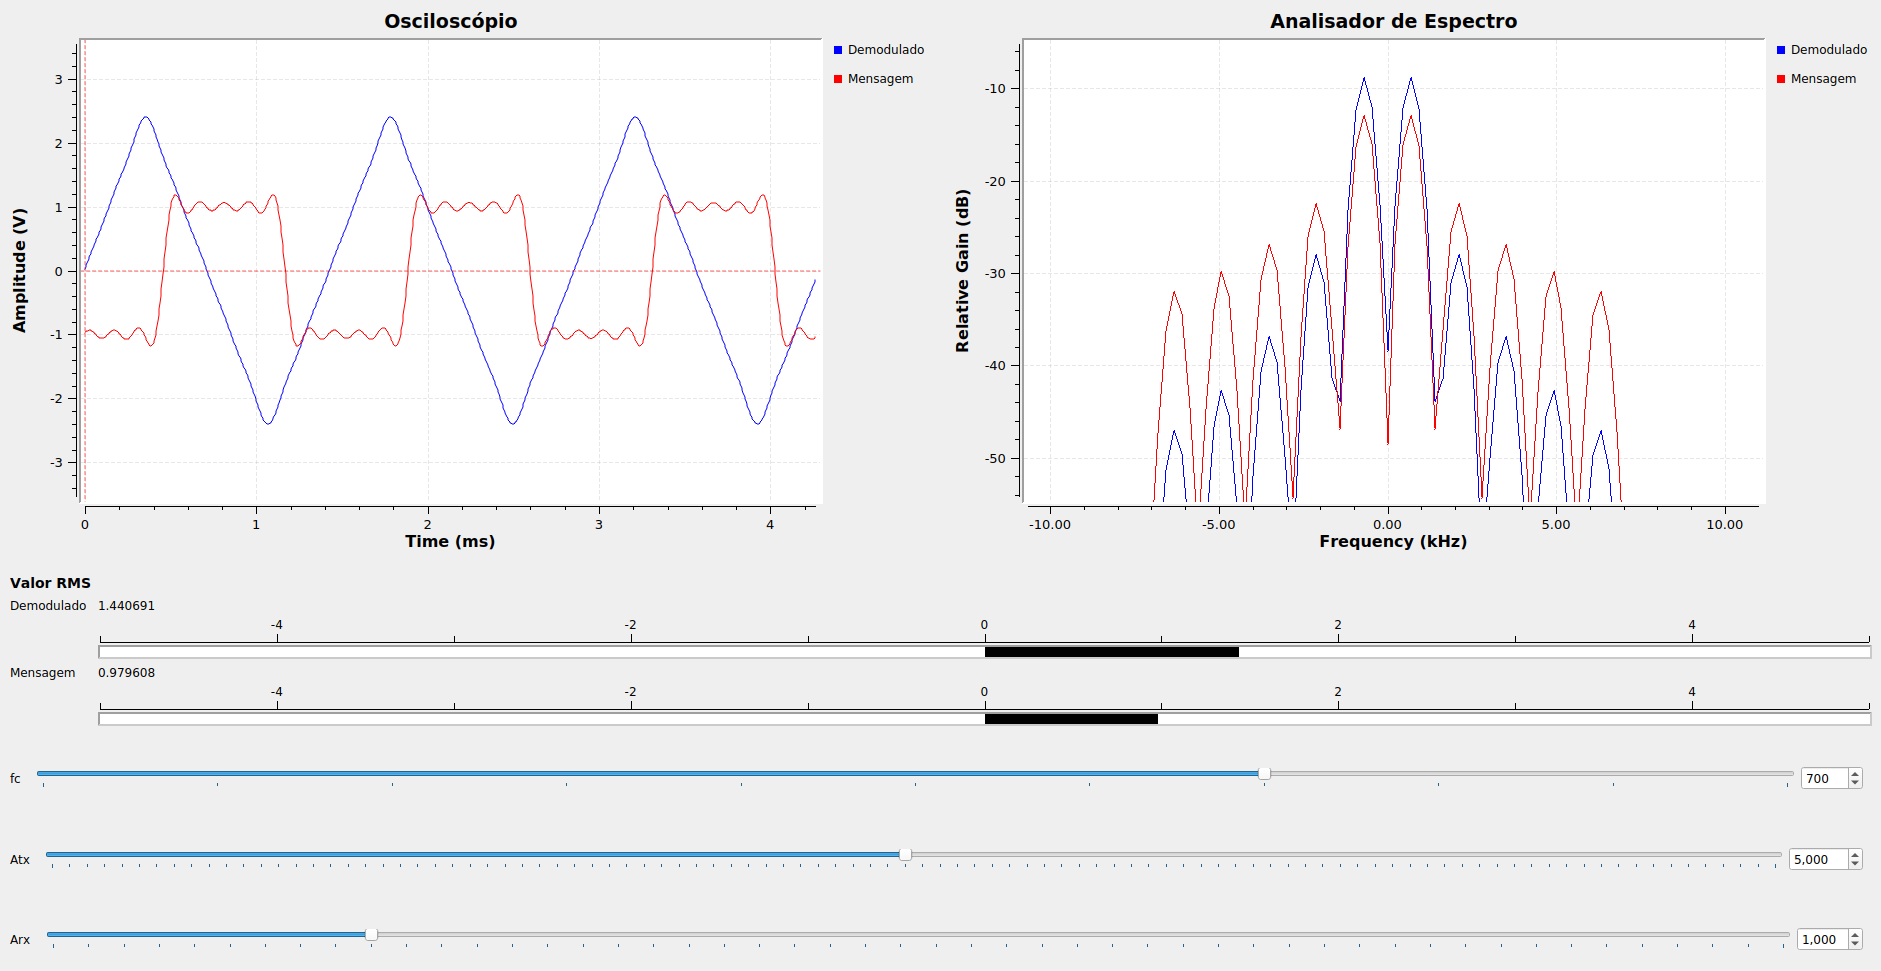 Osciloscópio
Demodulado
Mensagem
Amplitude (V)
3
2
1
0
-1
-2
-3
0 1 2 3 4
Time (ms)
Analisador de Espectro
Demodulado
Mensagem
Relative Gain (dB)
-10
-20
-30
-40
-50
-10.00 -5.00 0.00 5.00 10.00
Frequency (kHz)
Valor RMS
Demodulado 1.440691
-4 -2 0 2 4
Mensagem 0.979608
-4 -2 0 2 4
fc 700
Atx 5,000
Arx 1,000